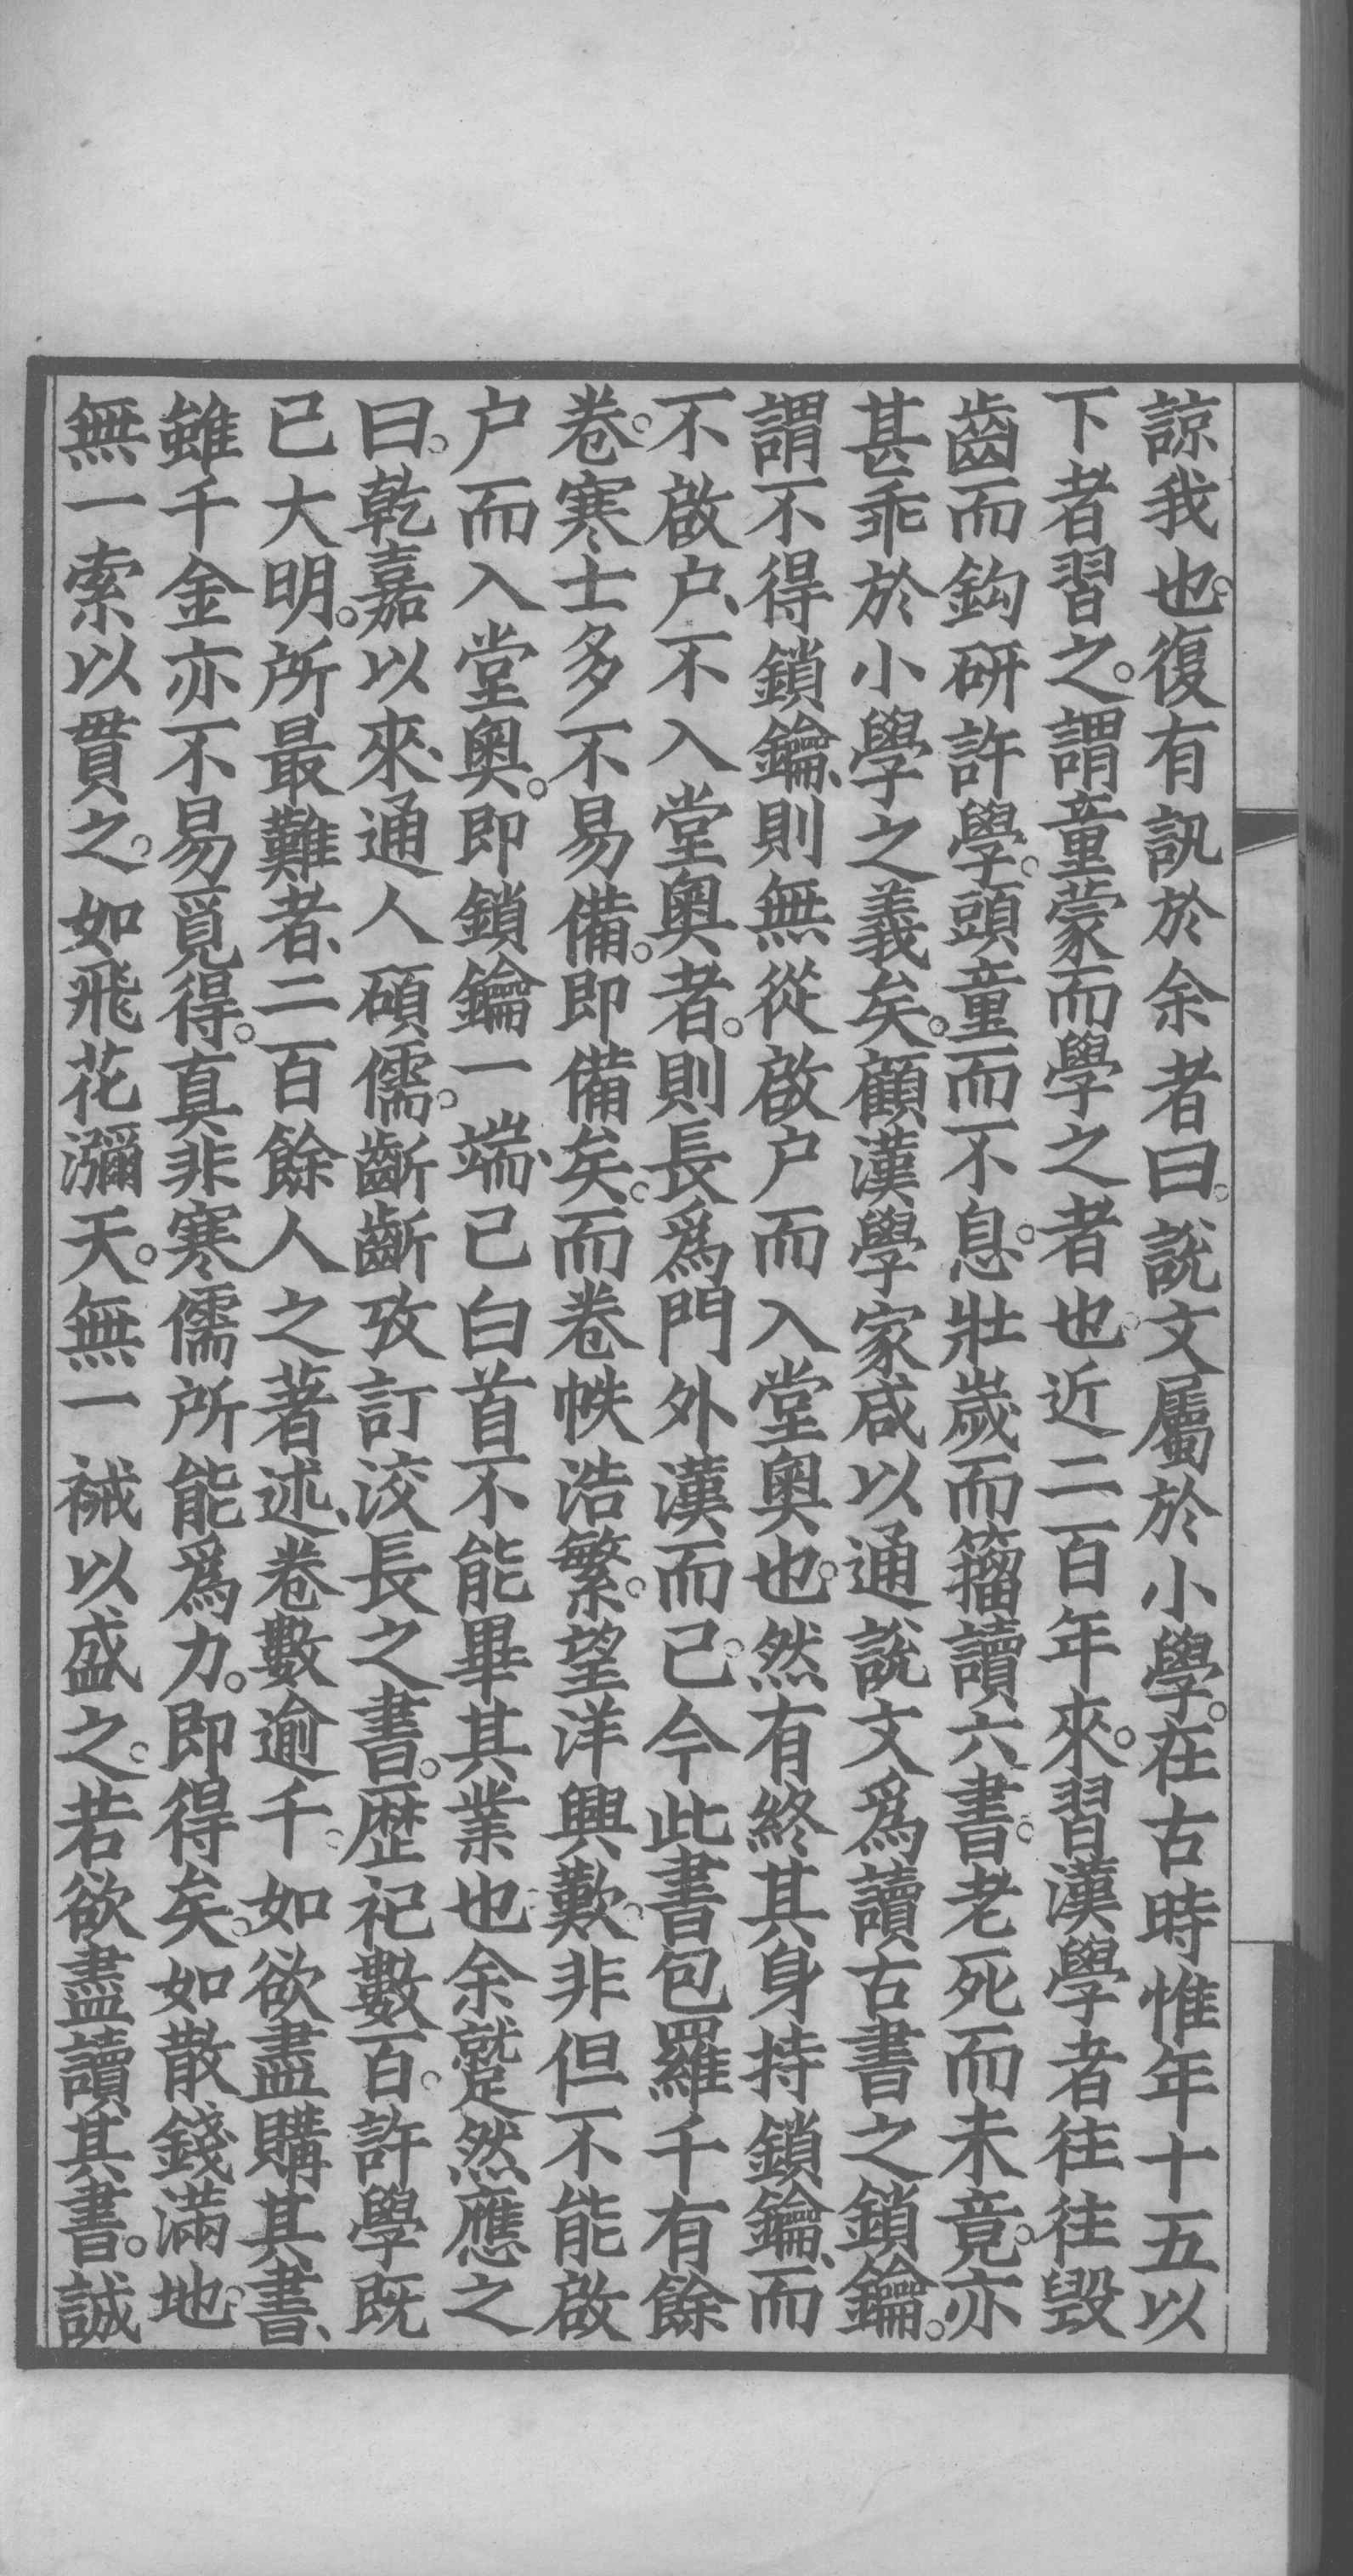 諒我也。復有訊於余者曰。說文屬於小學。在古時惟年十五以
下者習之。謂童蒙而學之者也。近二百年來。習漢學者往往毀
齒而鈎研許學。頭童而不息。壯歲而籀讀六書。老死而未竟。亦
甚乖於小學之義矣。顧漢學家咸以通說文爲讀古書之鎖鑰。
謂不得鎖鑰、則無從啟户而入堂奧也。然有終其身持鎖鑰、而
不啟户、不入堂奧者。則長爲門外漢而已。今此書包羅千有餘
卷。寒士多不易備。即備矣。而卷帙浩繁。望洋興歎。非但不能啟
户而入堂奧。即鎖鑰一端、已白首不能畢其業也。余蹵然應之
曰。乾嘉以來、通人碩儒。齗齗攷訂洨長之書。歷祀數百。許學既
已大明。所最難者、二百餘人之著述、卷數逾千。如欲盡購其書、
雖千金亦不易覓得。真非寒儒所能爲力。即得矣。如散錢滿地。
無一索以貫之。如飛花瀰天。無一祴以盛之。若欲盡讀其書。誠